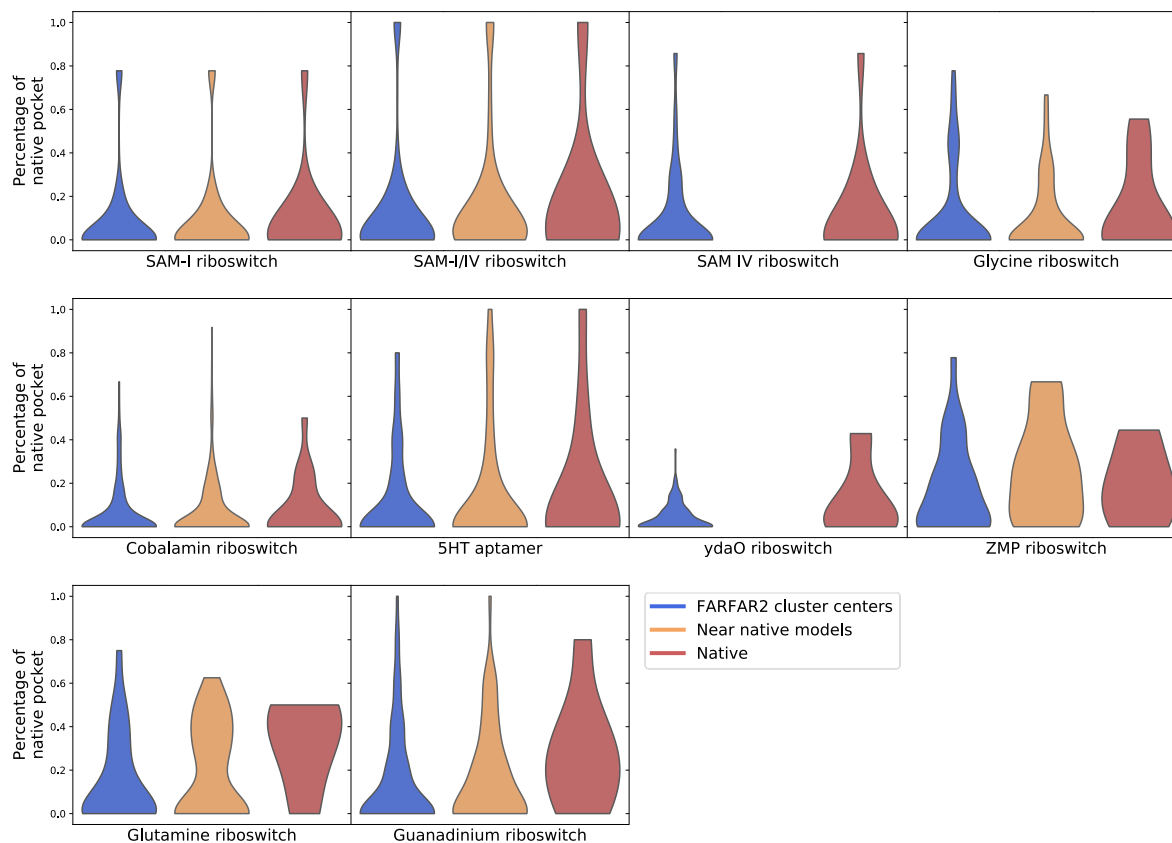 Percentage of
native pocket
1.0
0.8
0.6
0.4
0.2
0.0
SAM-I riboswitch
SAM-I/IV riboswitch
SAM IV riboswitch
Glycine riboswitch
Percentage of
native pocket
1.0
0.8
0.6
0.4
0.2
0.0
Cobalamin riboswitch
5HT aptamer
ydaO riboswitch
ZMP riboswitch
Percentage of
native pocket
1.0
0.8
0.6
0.4
0.2
0.0
Glutamine riboswitch
Guanadinium riboswitch
FARFAR2 cluster centers
Near native models
Native